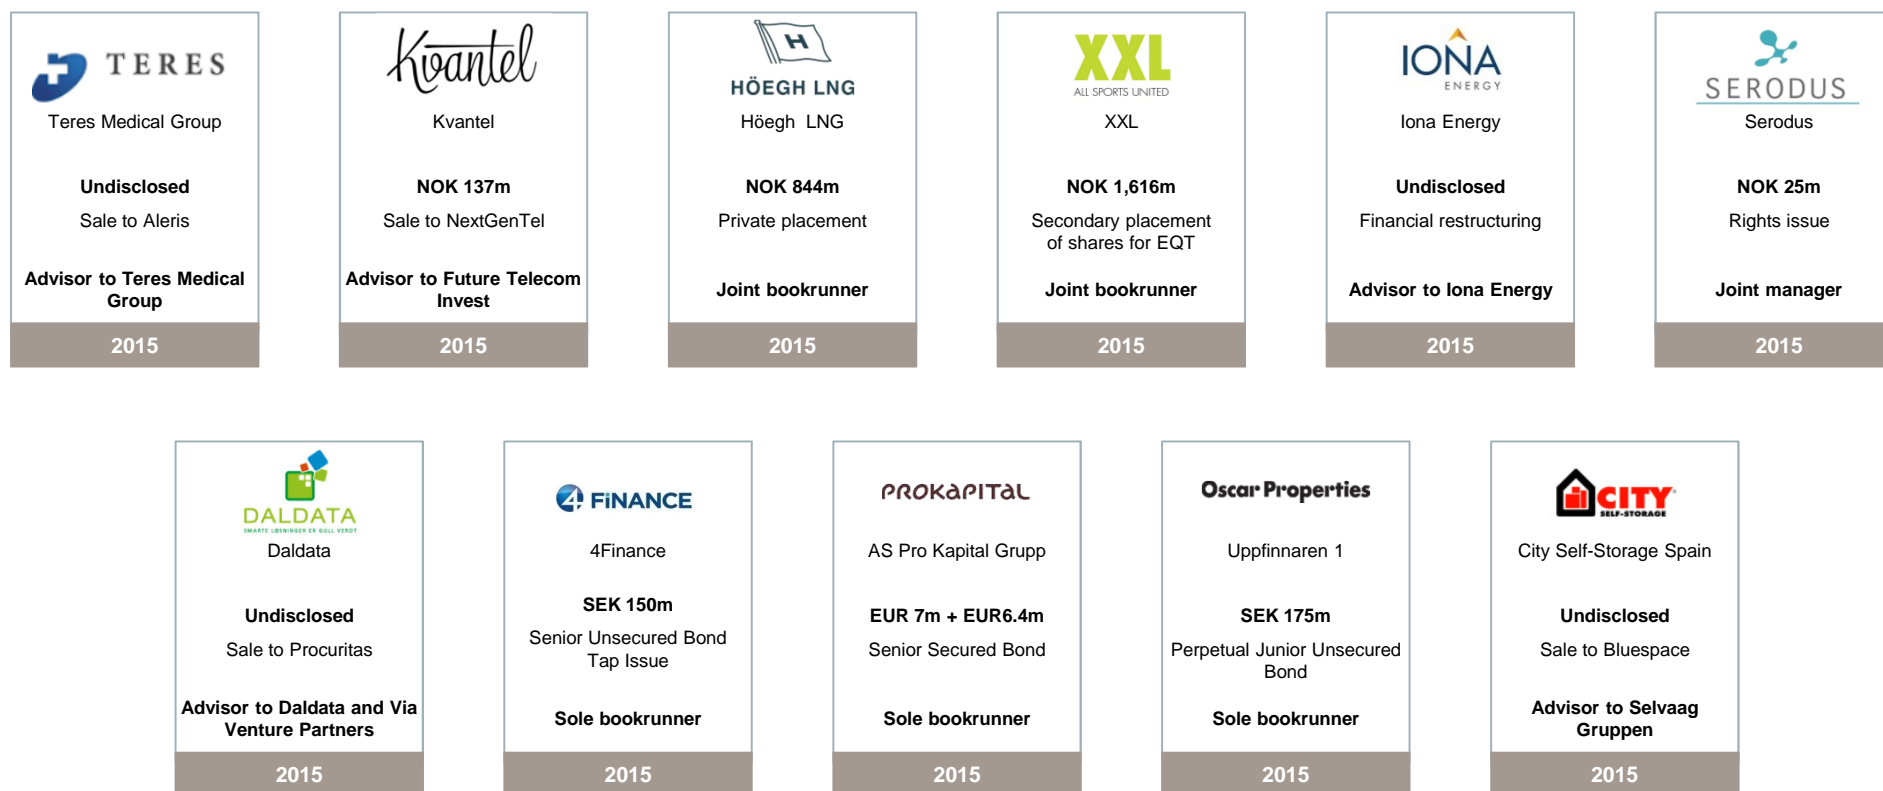 TERES
Teres Medical Group
Undisclosed
Sale to Aleris
Advisor to Teres Medical
Group
2015
Kvantel
Kvantel
NOK 137m
Sale to NextGenTel
Advisor to Future Telecom
Invest
2015
H
HÖEGH LNG
Höegh LNG
NOK 844m
Private placement
Joint bookrunner
2015
XXL
ALL SPORTS UNITED
XXL
NOK 1,616m
Secondary placement
of shares for EQT
Joint bookrunner
2015
IONA
ENERGY
Iona Energy
Undisclosed
Financial restructuring
Advisor to Iona Energy
2015
SERODUS
Serodus
NOK 25m
Rights issue
Joint manager
2015
DALDATA
SMARTE LØSNINGER ER GULL VERDT
Daldata
Undisclosed
Sale to Procuritas
Advisor to Daldata and Via
Venture Partners
2015
4 FiNANCE
4Finance
SEK 150m
Senior Unsecured Bond
Tap Issue
Sole bookrunner
2015
PROKAPITAL
AS Pro Kapital Grupp
EUR 7m + EUR6.4m
Senior Secured Bond
Sole bookrunner
2015
Oscar Properties
Uppfinnaren 1
SEK 175m
Perpetual Junior Unsecured
Bond
Sole bookrunner
2015
CITY
SELF-STORAGE
City Self-Storage Spain
Undisclosed
Sale to Bluespace
Advisor to Selvaag
Gruppen
2015